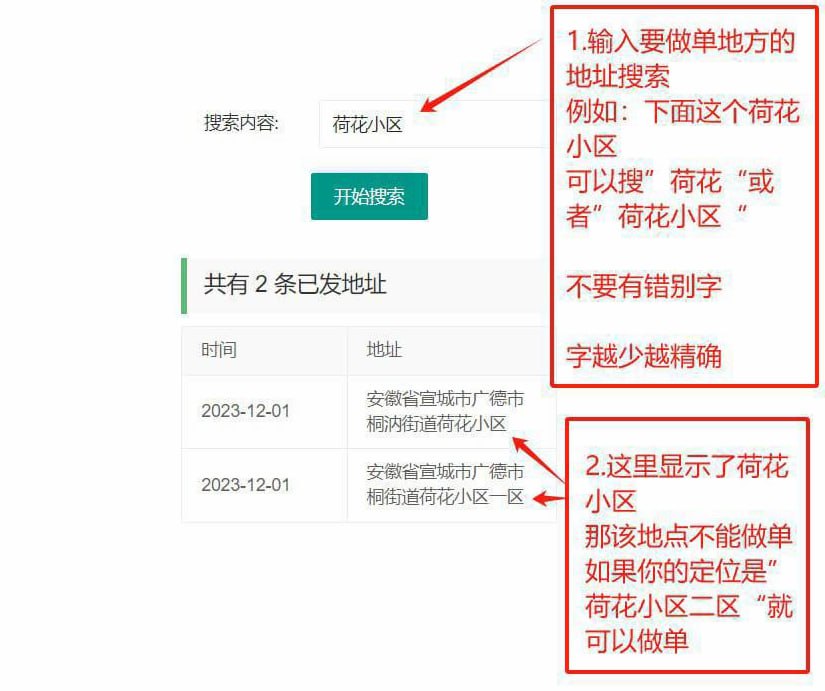 搜索内容:
荷花小区
开始搜索
共有 2 条已发地址
时间
地址
2023-12-01
安徽省宣城市广德市
桐汭街道荷花小区
2023-12-01
安徽省宣城市广德市
桐街道荷花小区一区
1.输入要做单地方的
地址搜索
例如：下面这个荷花
小区
可以搜”荷花“或
者”荷花小区“
不要有错别字
字越少越精确
2.这里显示了荷花
小区
那该地点不能做单
如果你的定位是”
荷花小区二区“就
可以做单